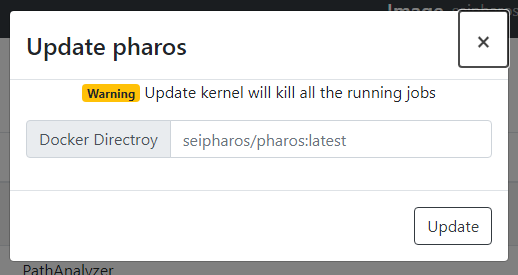 Image seipharos
Update pharos
×
Warning Update kernel will kill all the running jobs
Docker Directroy seipharos/pharos:latest
Update
PathAnalyzer